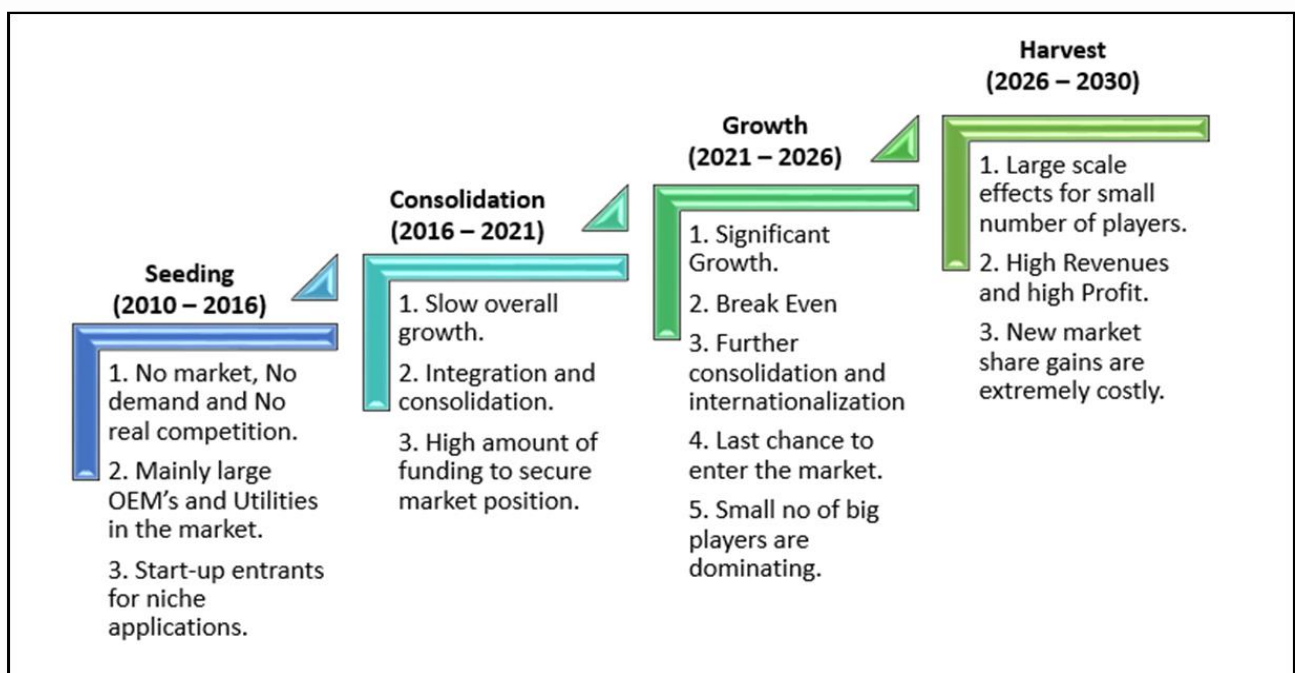 Seeding
(2010 – 2016)
1. No market, No
demand and No
real competition.
2. Mainly large
OEM's and Utilities
in the market.
3. Start-up entrants
for niche
applications.
Consolidation
(2016 – 2021)
1. Slow overall
growth.
2. Integration and
consolidation.
3. High amount of
funding to secure
market position.
Growth
(2021 – 2026)
1. Significant
Growth.
2. Break Even
3. Further
consolidation and
internationalization
4. Last chance to
enter the market.
5. Small no of big
players are
dominating.
Harvest
(2026 – 2030)
1. Large scale
effects for small
number of players.
2. High Revenues
and high Profit.
3. New market
share gains are
extremely costly.